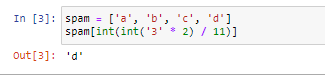 In [3]: spam = ['a', 'b', 'c', 'd']
spam[int(int('3' * 2) / 11)]
Out[3]: 'd'